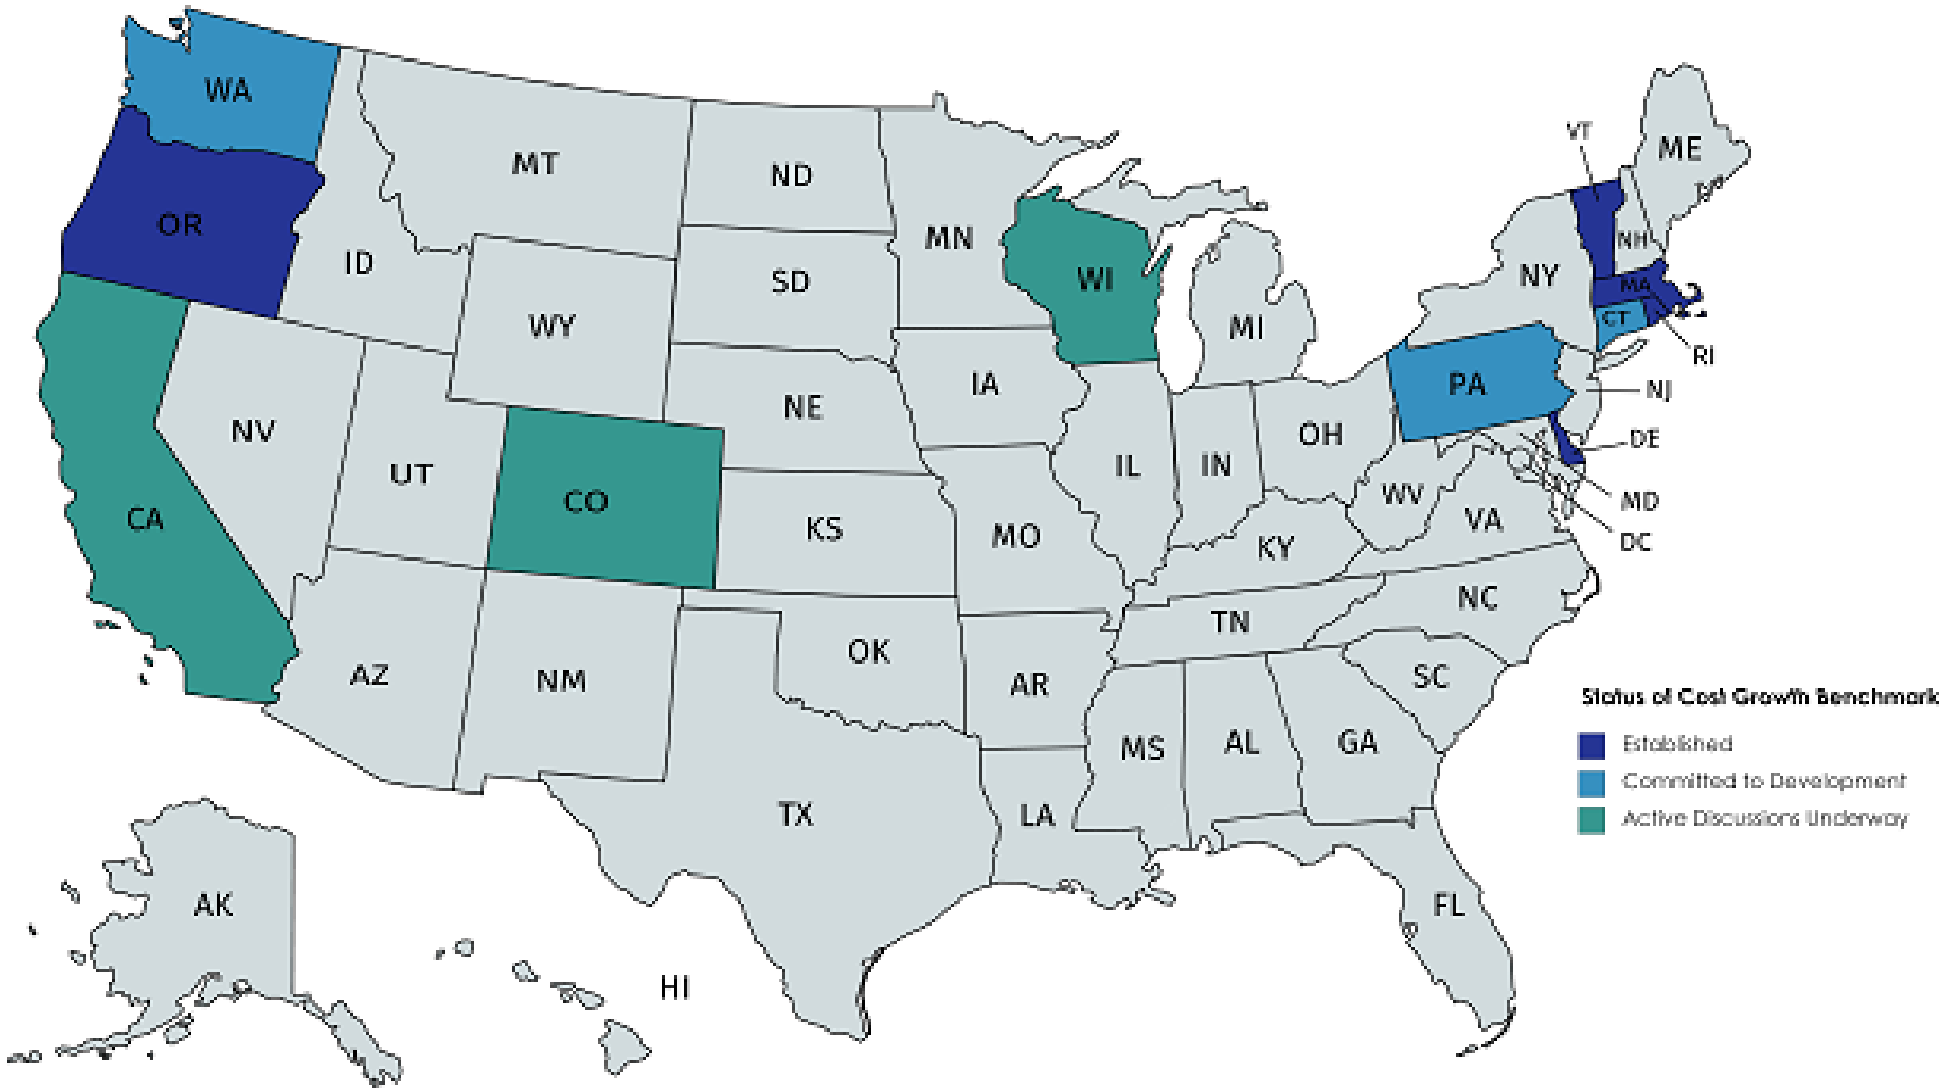 WA
MT
ND
MN
VT
ME
OR
ID
WY
SD
WI
MI
NY
NH
MA
CT
RI
NV
UT
CO
NE
IA
IL
IN
OH
PA
NJ
DE
MD
DC
CA
AZ
NM
KS
MO
KY
WV
VA
OK
AR
TN
NC
SC
TX
LA
MS
AL
GA
FL
AK
HI
Status of Cost Growth Benchmark
Established
Committed to Development
Active Discussions Underway